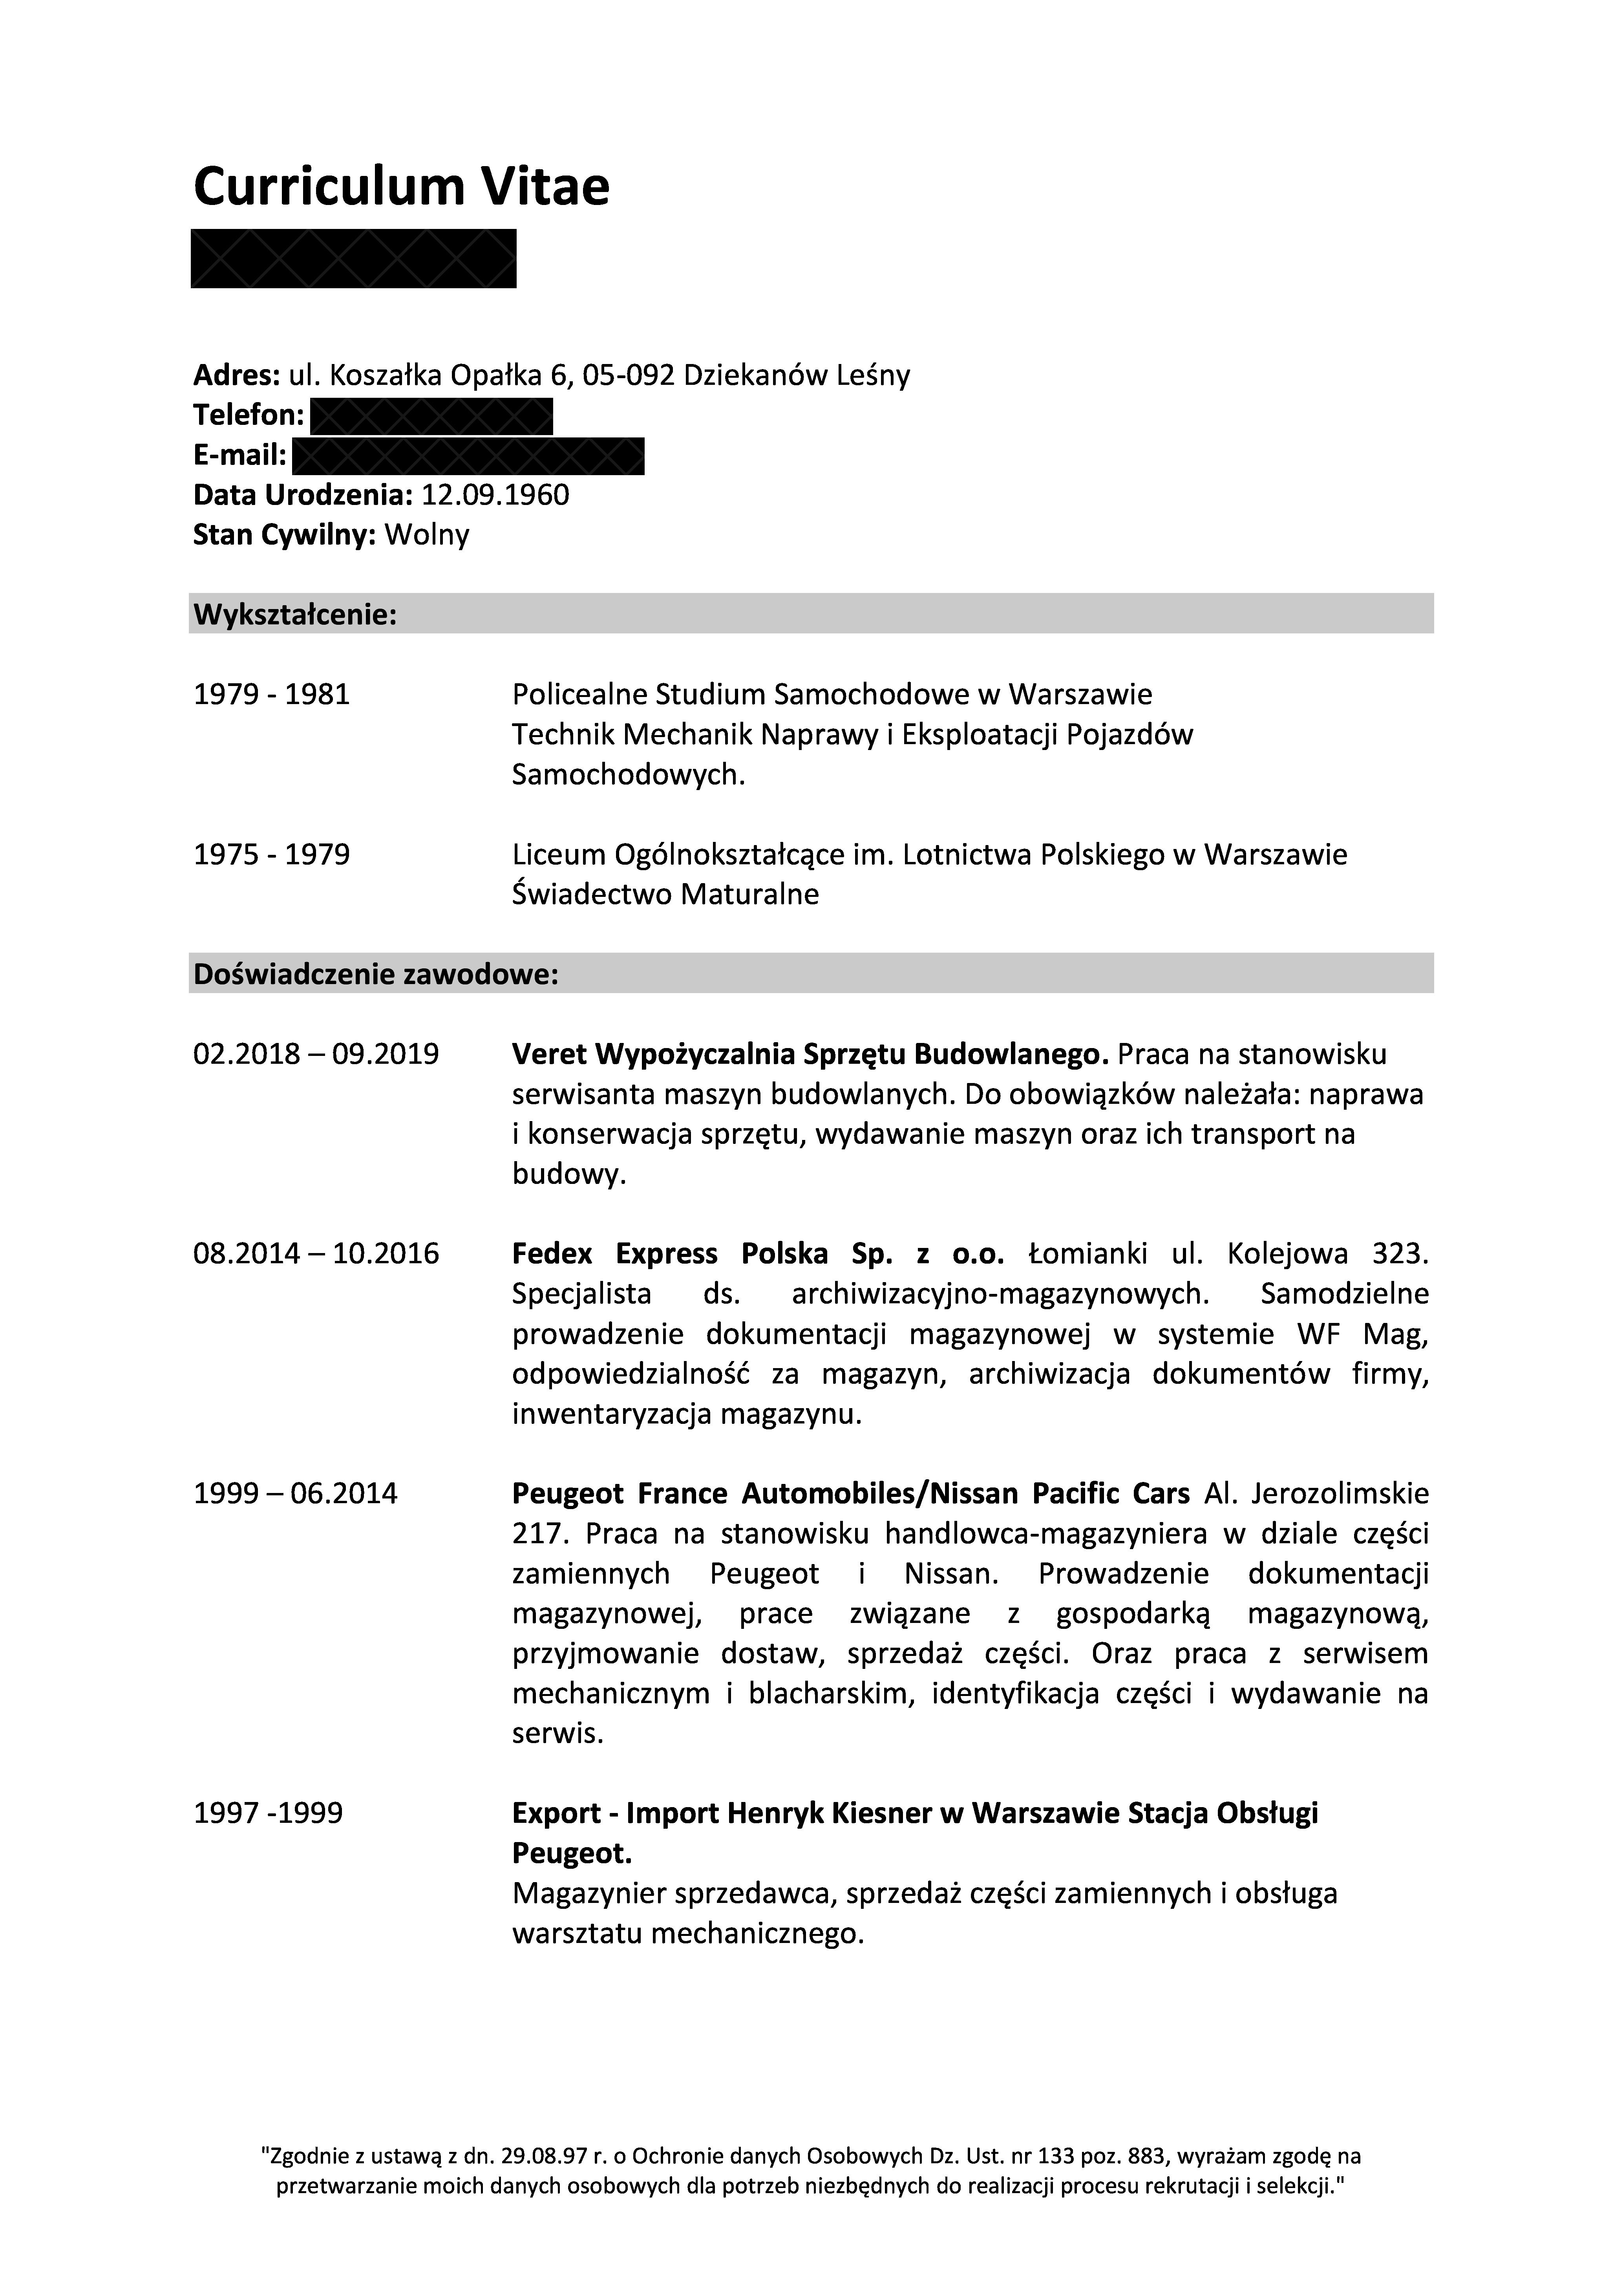 Curriculum Vitae
Adres: ul. Koszałka Opałka 6, 05-092 Dziekanów Leśny
Telefon:
E-mail:
Data Urodzenia: 12.09.1960
Stan Cywilny: Wolny
Wykształcenie:
1979 - 1981 Policealne Studium Samochodowe w Warszawie
Technik Mechanik Naprawy i Eksploatacji Pojazdów
Samochodowych.
1975 - 1979 Liceum Ogólnokształcące im. Lotnictwa Polskiego w Warszawie
Świadectwo Maturalne
Doświadczenie zawodowe:
02.2018 – 09.2019 Veret Wypożyczalnia Sprzętu Budowlanego. Praca na stanowisku
serwisanta maszyn budowlanych. Do obowiązków należała: naprawa
i konserwacja sprzętu, wydawanie maszyn oraz ich transport na
budowy.
08.2014 – 10.2016 Fedex Express Polska Sp. z o.o. Łomianki ul. Kolejowa 323.
Specjalista ds. archiwizacyjno-magazynowych. Samodzielne
prowadzenie dokumentacji magazynowej w systemie WF Mag,
odpowiedzialność za magazyn, archiwizacja dokumentów firmy,
inwentaryzacja magazynu.
1999 – 06.2014 Peugeot France Automobiles/Nissan Pacific Cars Al. Jerozolimskie
217. Praca na stanowisku handlowca-magazyniera w dziale części
zamiennych Peugeot i Nissan. Prowadzenie dokumentacji
magazynowej, prace związane z gospodarką magazynową,
przyjmowanie dostaw, sprzedaż części. Oraz praca z serwisem
mechanicznym i blacharskim, identyfikacja części i wydawanie na
serwis.
1997 -1999 Export - Import Henryk Kiesner w Warszawie Stacja Obsługi
Peugeot.
Magazynier sprzedawca, sprzedaż części zamiennych i obsługa
warsztatu mechanicznego.
"Zgodnie z ustawą z dn. 29.08.97 r. o Ochronie danych Osobowych Dz. Ust. nr 133 poz. 883, wyrażam zgodę na
przetwarzanie moich danych osobowych dla potrzeb niezbędnych do realizacji procesu rekrutacji i selekcji."